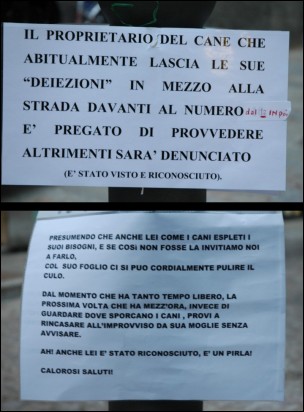 IL PROPRIETARIO DEL CANE CHE
ABITUALMENTE LASCIA LE SUE
“DEIEZIONI” IN MEZZO ALLA
STRADA DAVANTI AL NUMERO
E’ PREGATO DI PROVVEDERE
ALTRIMENTI SARA’ DENUNCIATO
(E’ STATO VISTO E RICONOSCIUTO).
PRESUMENDO CHE ANCHE LEI COME I CANI ESPLETI I
SUOI BISOGNI, E SE COSÌ NON FOSSE LA INVITIAMO NOI
A FARLO,
COL SUO FOGLIO CI SI PUO CORDIALMENTE PULIRE IL
CULO.
DAL MOMENTO CHE HA TANTO TEMPO LIBERO, LA
PROSSIMA VOLTA CHE HA MEZZ’ORA, INVECE DI
GUARDARE DOVE SPORCANO I CANI , PROVI A
RINCASARE ALL’IMPROVVISO DA SUA MOGLIE SENZA
AVVISARE.
AH! ANCHE LEI E’ STATO RICONOSCIUTO, E’ UN PIRLA!
CALOROSI SALUTI!